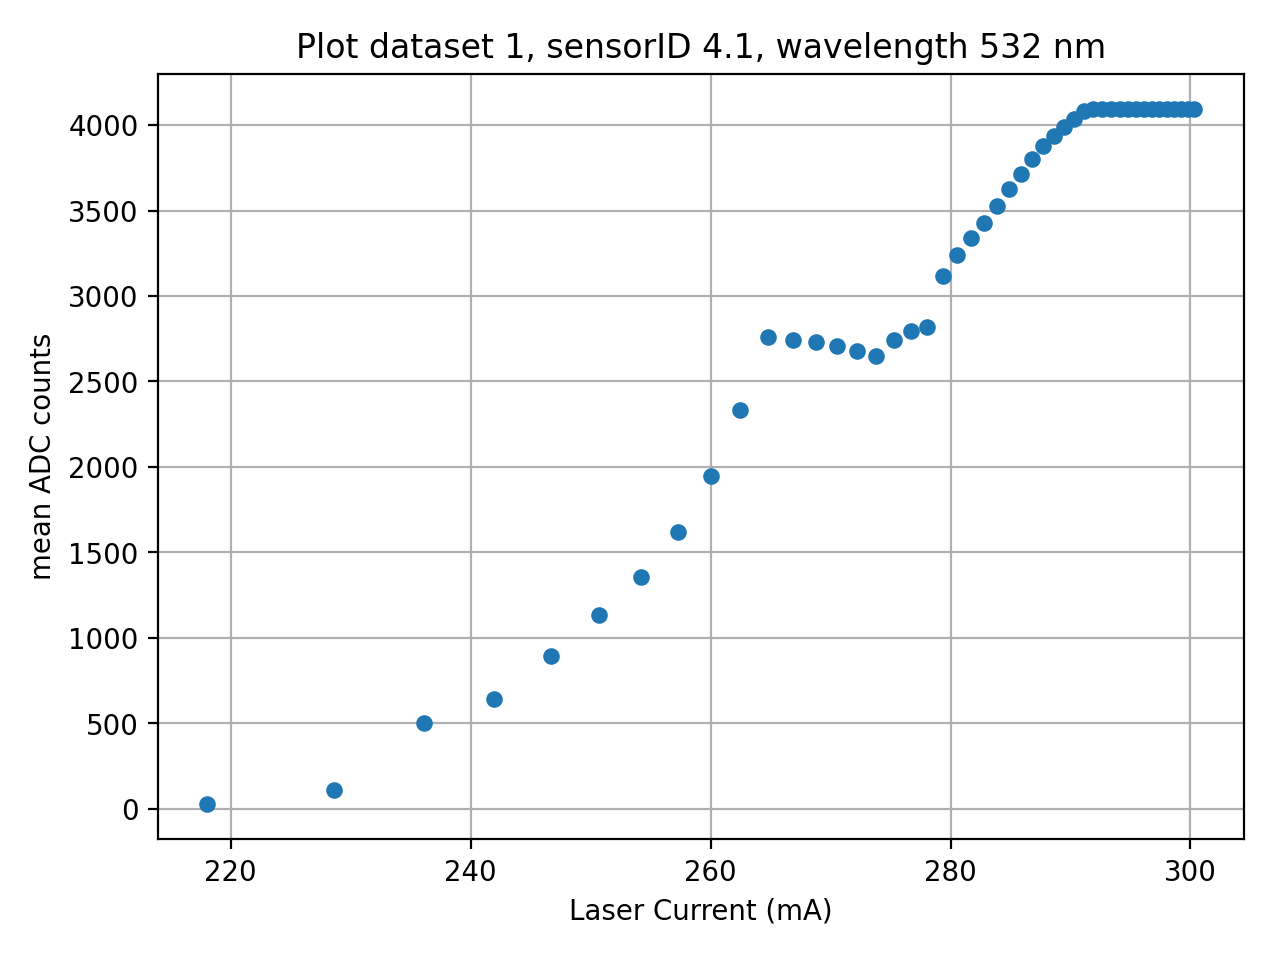 Plot dataset 1, sensorID 4.1, wavelength 532 nm
4000
3500
3000
2500
2000
1500
1000
500
0
mean ADC counts
220 240 260 280 300
Laser Current (mA)